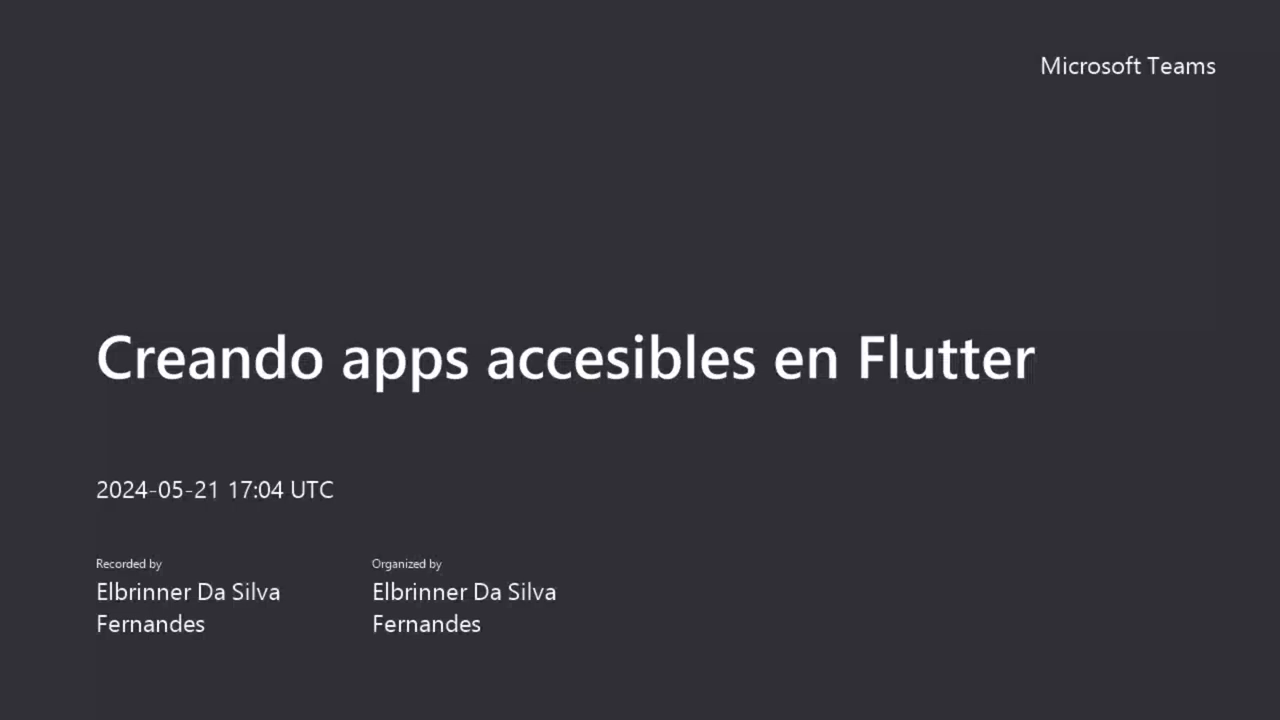 Microsoft Teams
Creando apps accesibles en Flutter
2024-05-21 17:04 UTC
Recorded by
Elbrinner Da Silva
Fernandes
Organized by
Elbrinner Da Silva
Fernandes